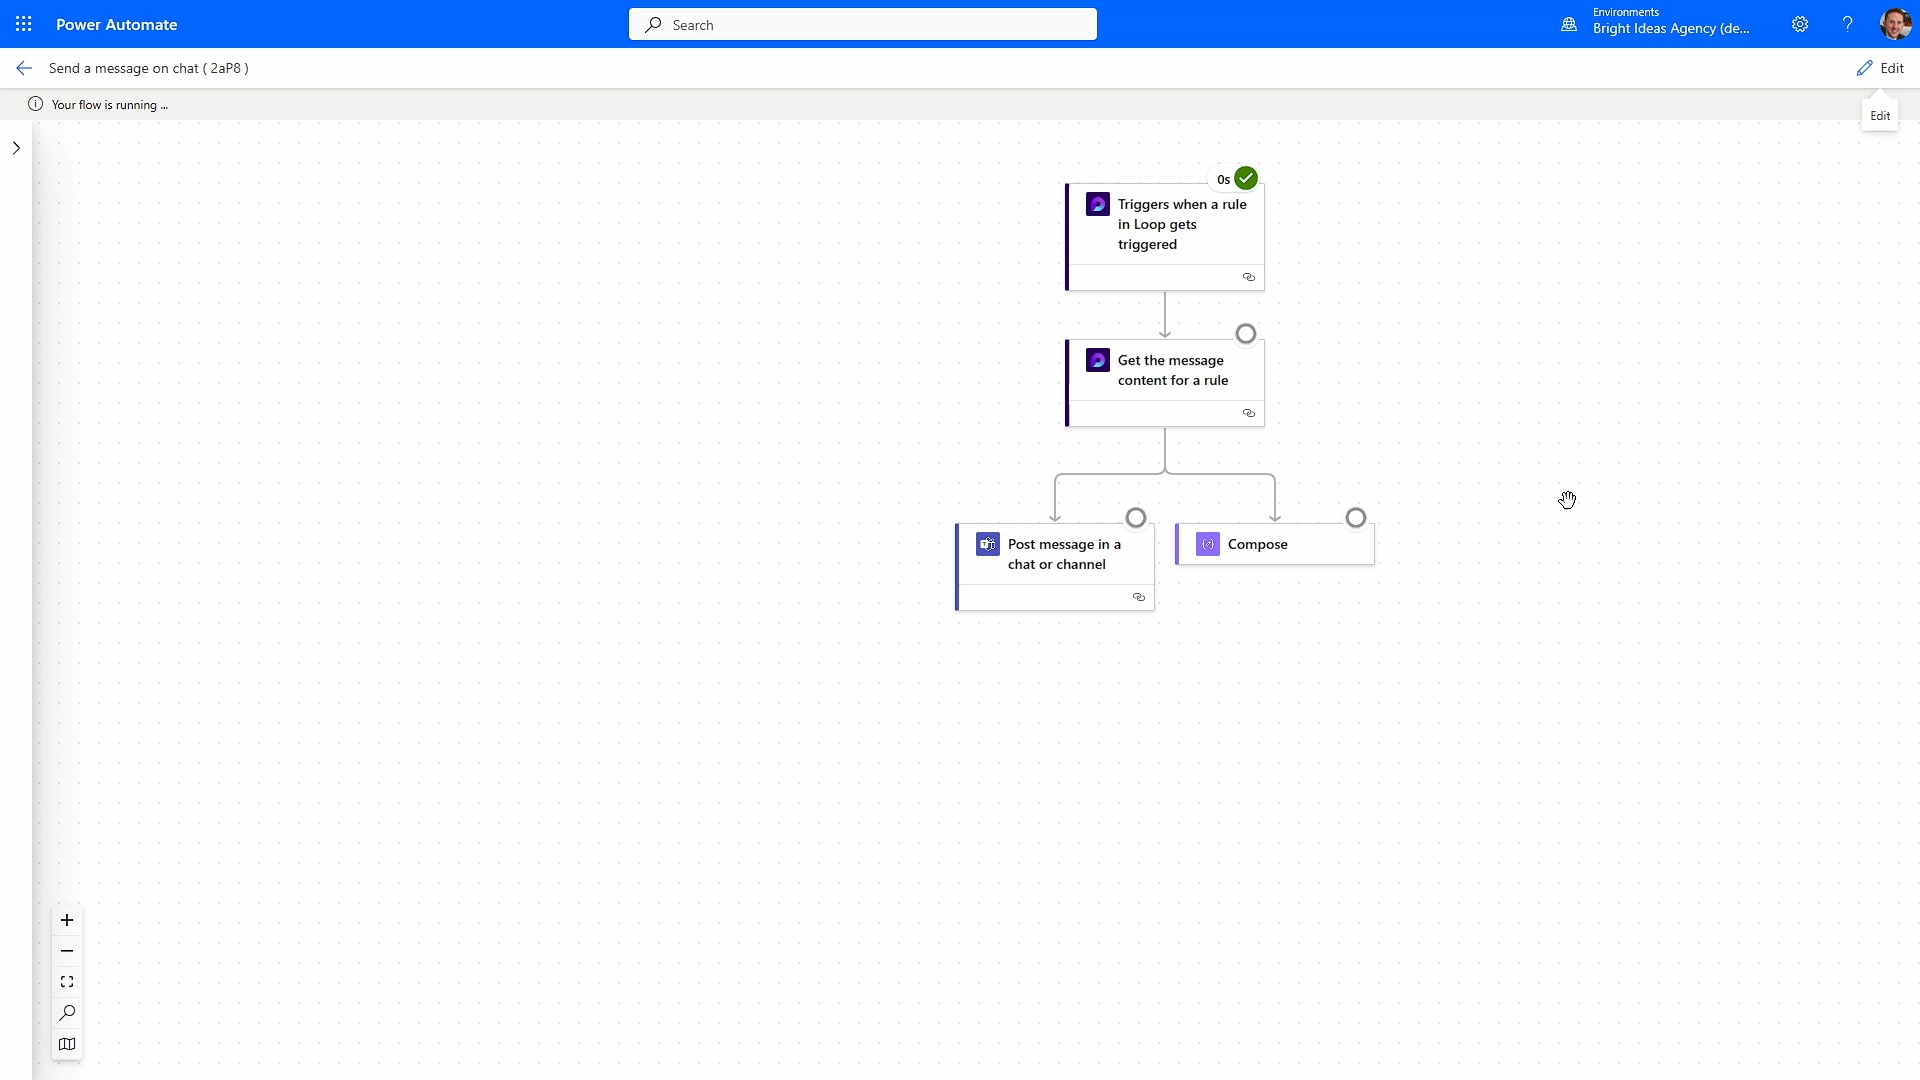 Power Automate
Search
Environments
Bright Ideas Agency (de...
Send a message on chat ( 2aP8 )
Edit
Your flow is running ...
Edit
0s
Triggers when a rule
in Loop gets
triggered
Get the message
content for a rule
Post message in a
chat or channel
Compose